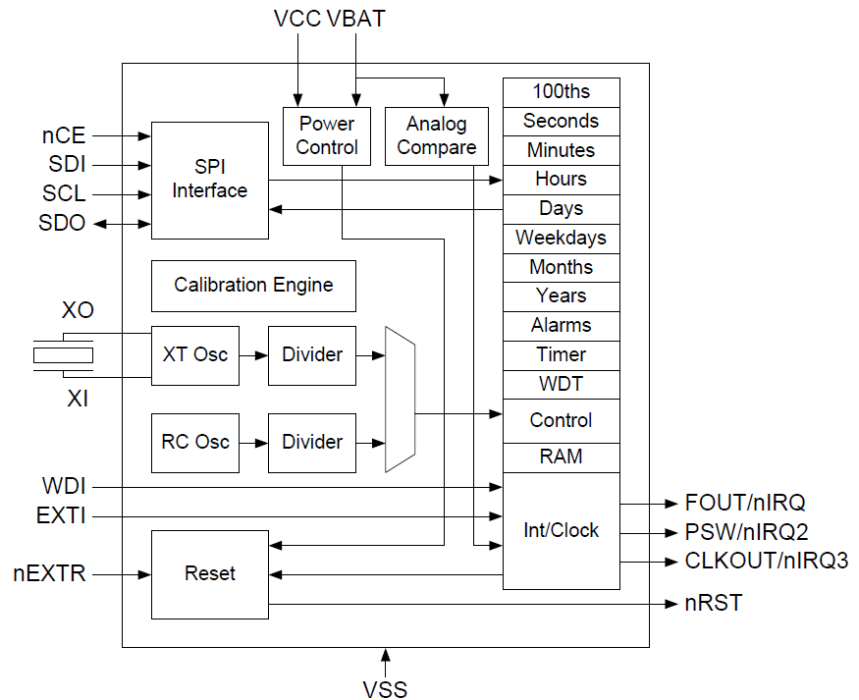 VCC VBAT
100ths
Power
Control
Analog
Compare
Seconds
Minutes
Hours
Days
Weekdays
Months
Years
Alarms
Timer
WDT
Control
RAM
Int/Clock
nCE
SDI
SCL
SDO
SPI
Interface
Calibration Engine
XO
XI
XT Osc
Divider
RC Osc
Divider
WDI
EXTI
nEXTR
Reset
FOUT/nIRQ
PSW/nIRQ2
CLKOUT/nIRQ3
nRST
VSS